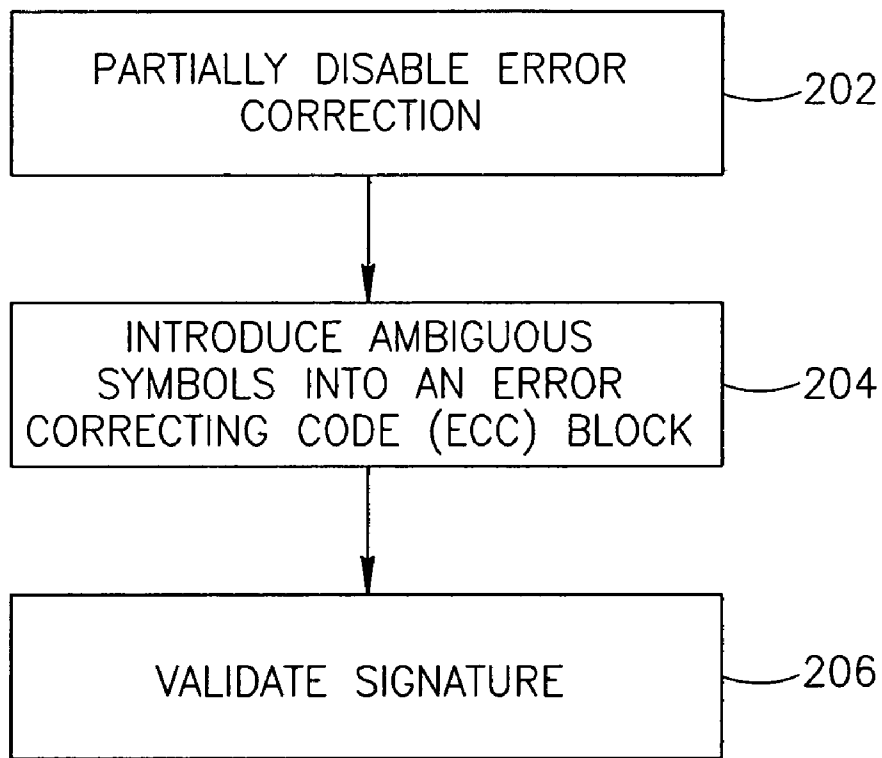 PARTIALLY DISABLE ERROR
CORRECTION
202
INTRODUCE AMBIGUOUS
SYMBOLS INTO AN ERROR
CORRECTING CODE (ECC) BLOCK
204
VALIDATE SIGNATURE
206